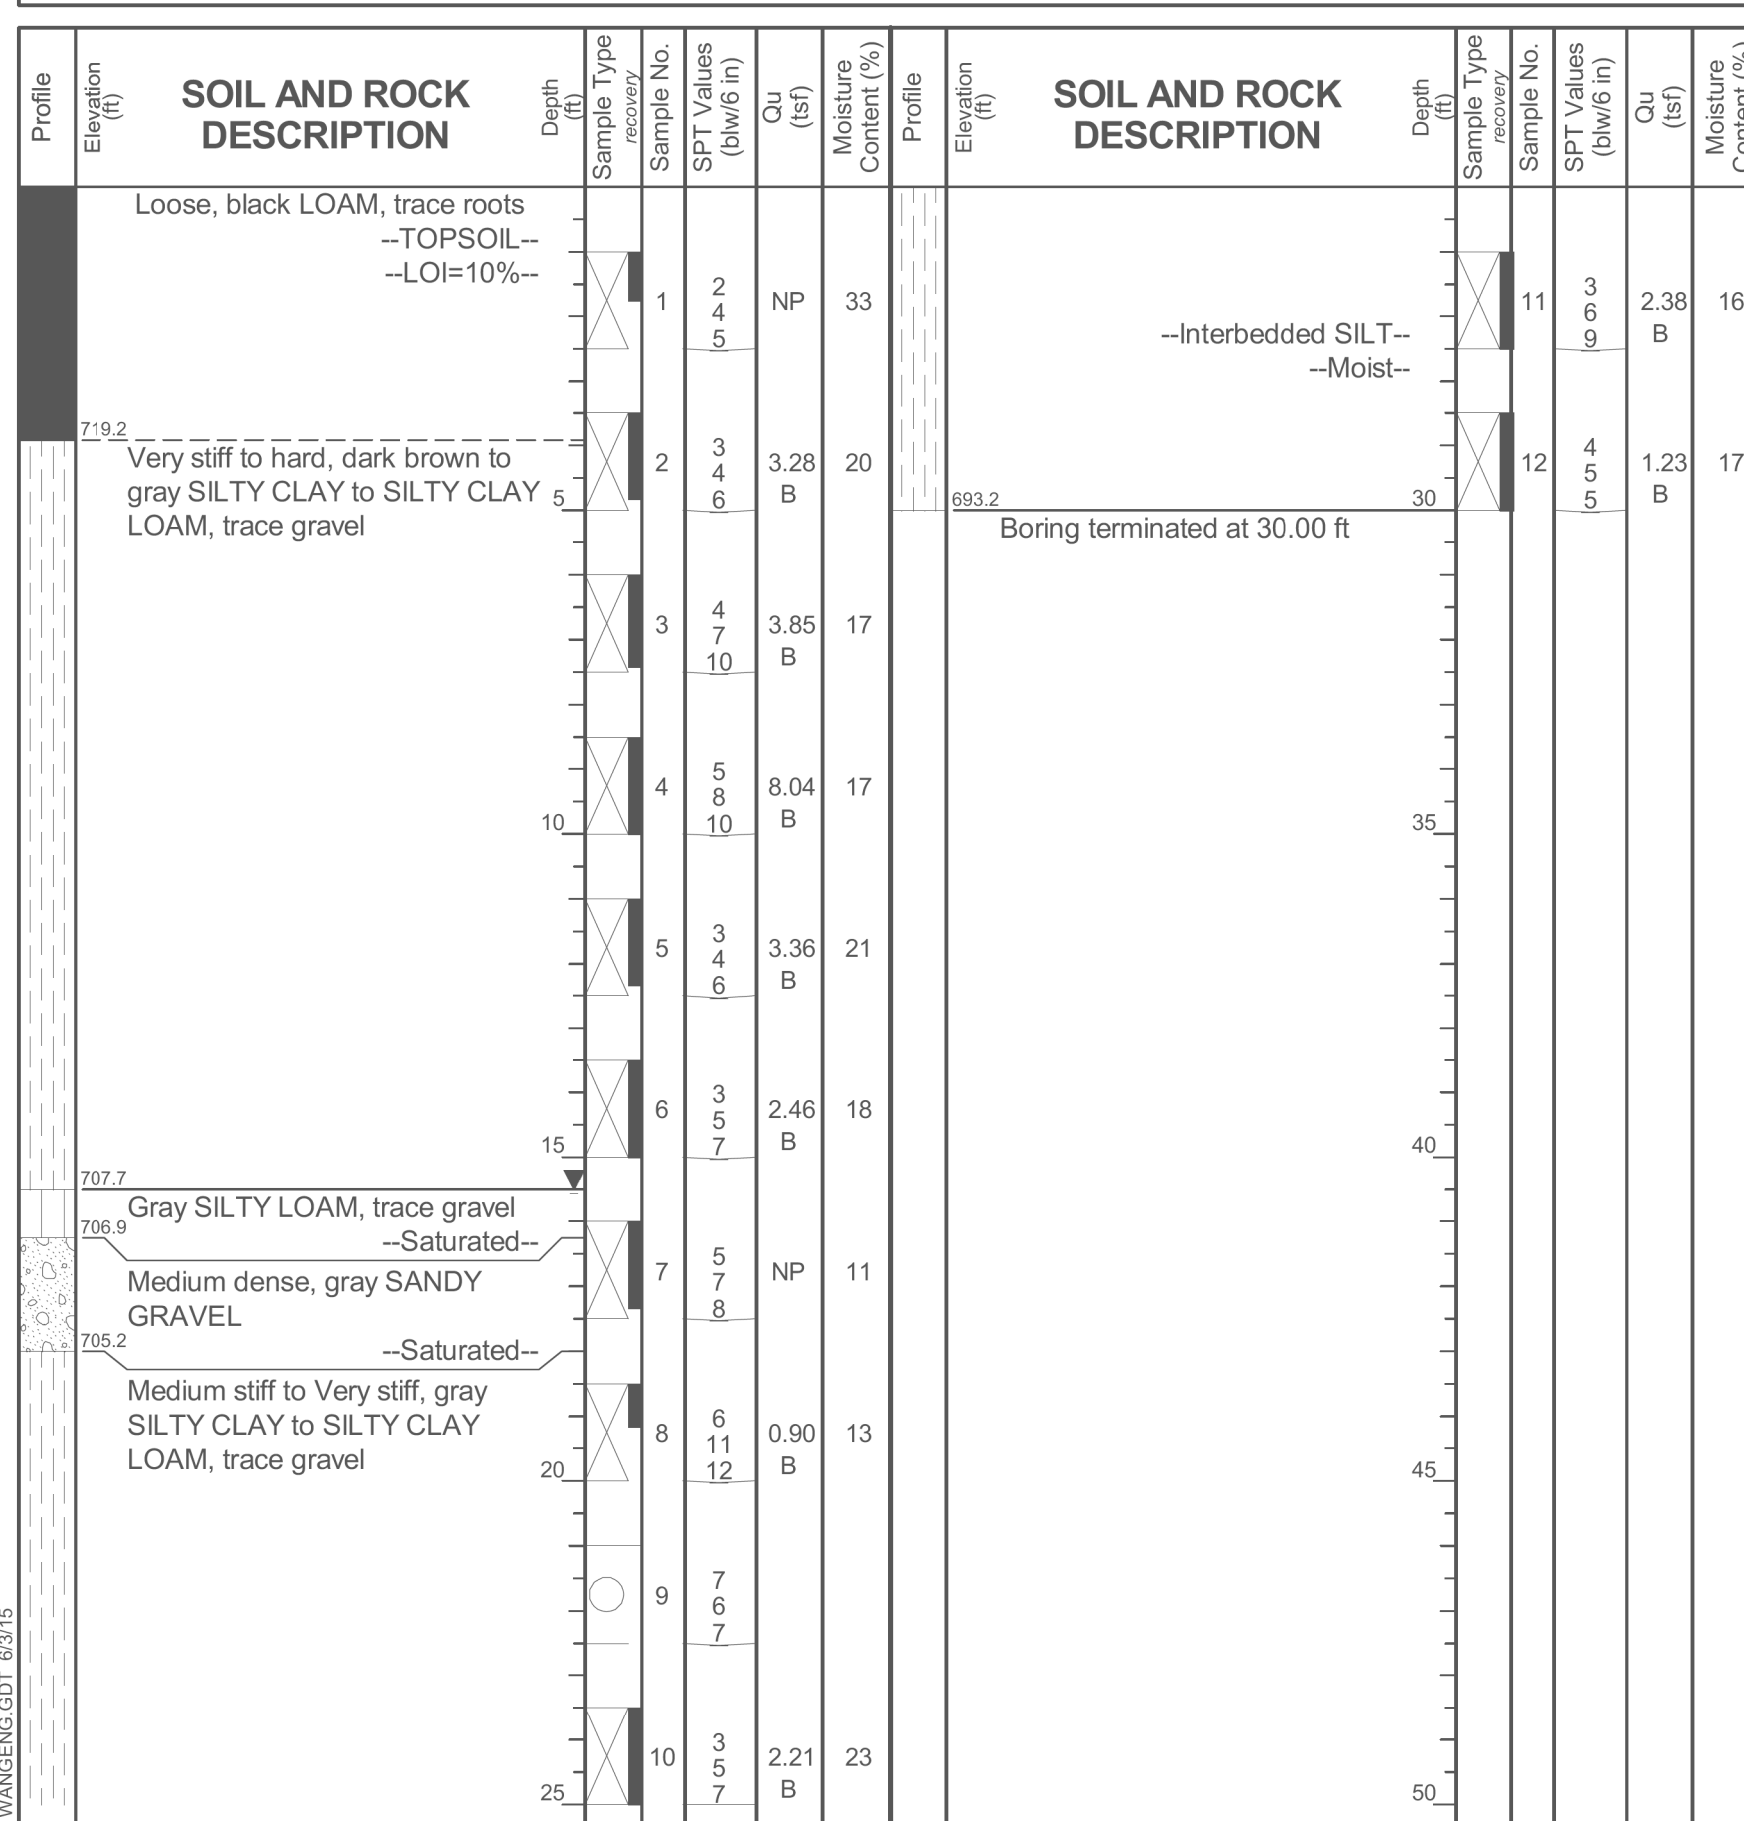 Profile
Elevation
(ft)
SOIL AND ROCK
DESCRIPTION
Depth
(ft)
Sample Type
recovery
Sample No.
SPT Values
(blw/6 in)
Qu
(tsf)
Moisture
Content (%)
Profile
Elevation
(ft)
SOIL AND ROCK
DESCRIPTION
Depth
(ft)
Sample Type
recovery
Sample No.
SPT Values
(blw/6 in)
Qu
(tsf)
Moisture
Content (%)
Loose, black LOAM, trace roots
--TOPSOIL--
--LOI=10%--
1
2
4
5
NP
33
719.2
Very stiff to hard, dark brown to
gray SILTY CLAY to SILTY CLAY
LOAM, trace gravel
5
2
3
4
6
3.28
B
20
3
4
7
10
3.85
B
17
10
4
5
8
10
8.04
B
17
5
3
4
6
3.36
B
21
15
6
3
5
7
2.46
B
18
707.7
Gray SILTY LOAM, trace gravel
706.9
--Saturated--
Medium dense, gray SANDY
GRAVEL
7
5
7
8
NP
11
705.2
--Saturated--
Medium stiff to Very stiff, gray
SILTY CLAY to SILTY CLAY
LOAM, trace gravel
20
8
6
11
12
0.90
B
13
9
7
6
7
25
10
3
5
7
2.21
B
23
11
3
6
9
2.38
B
16
--Interbedded SILT--
--Moist--
12
4
5
5
1.23
B
17
693.2
30
Boring terminated at 30.00 ft
35
40
45
50
WANGENG.GDT 6/3/15